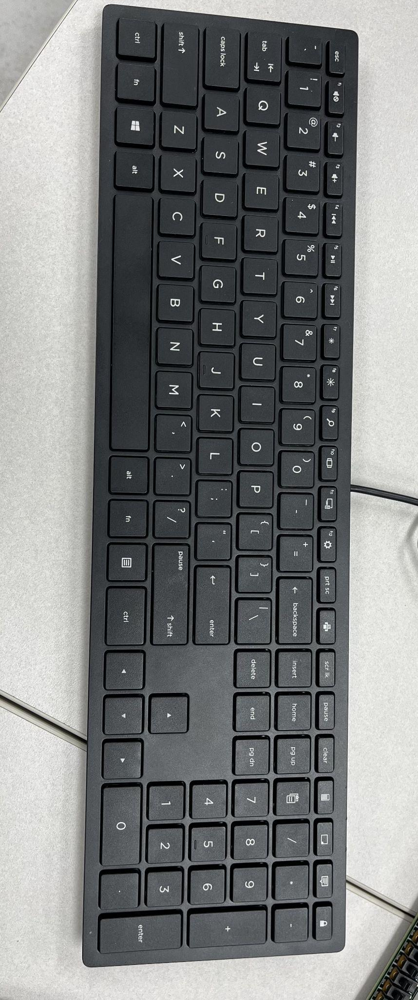 esc f1 f2 f3 f4 f5 f6 f7 f8 f9 f10 f11 f12 prt sc scr lk pause clear
~ ` ! 1 @ 2 # 3 $ 4 % 5 ^ 6 & 7 * 8 ( 9 ) 0 _ - + = ← backspace insert home pg up / * -
tab Q W E R T Y U I O P { [ } ] | \ delete end pg dn 7 8 9 +
caps lock A S D F G H J K L : ; " ' enter 4 5 6
shift ↑ Z X C V B N M < , > . ? / pause ↑ shift 1 2 3 enter
ctrl fn alt alt fn ctrl 0 .